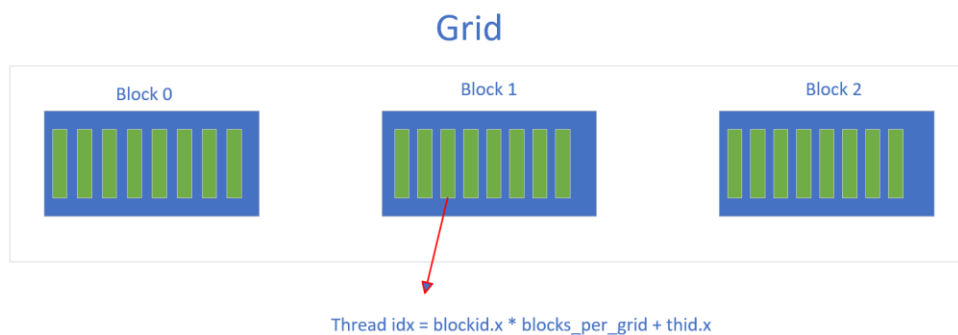 Grid
Block 0
Block 1
Block 2
Thread idx = blockid.x * blocks_per_grid + thid.x